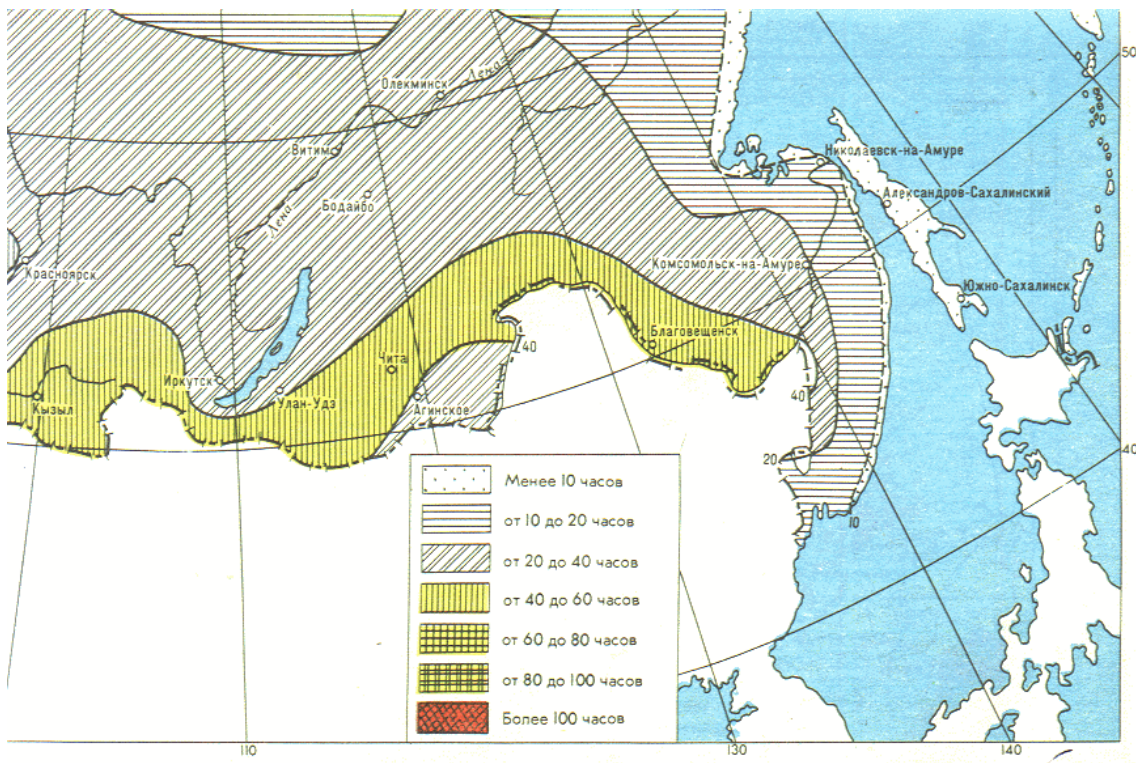 50
Лена
Олекминск
Витим
Николаевск-на-Амуре
Бодайбо
Александров-Сахалинский
Лена
Красноярск
Комсомольск-на-Амуре
Южно-Сахалинск
Благовещенск
40
Чита
Иркутск
Улан-Удэ
40
Кызыл
Агинское
40
20
10
Менее 10 часов
от 10 до 20 часов
от 20 до 40 часов
от 40 до 60 часов
от 60 до 80 часов
от 80 до 100 часов
Более 100 часов
110
130
140